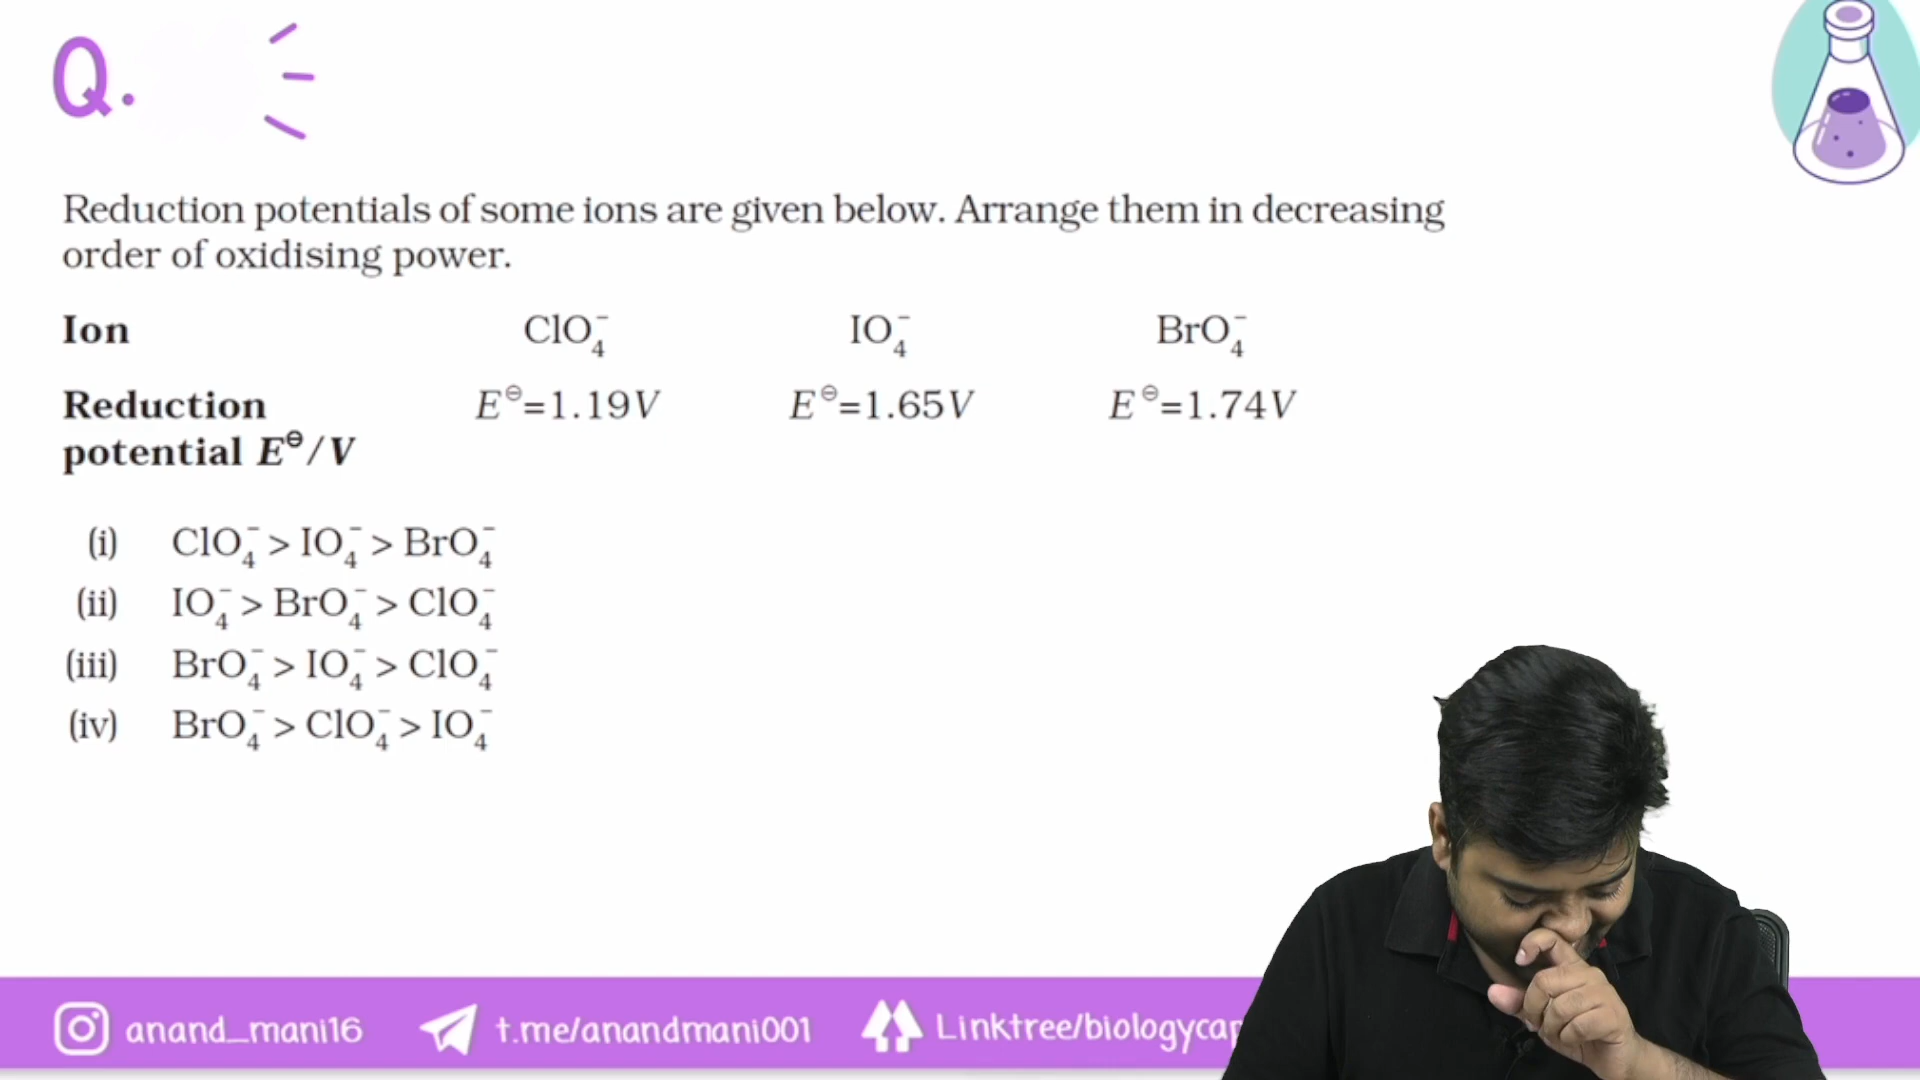 Q.
Reduction potentials of some ions are given below. Arrange them in decreasing
order of oxidising power.
Ion ClO₄⁻ IO₄⁻ BrO₄⁻
Reduction E⊖=1.19V E⊖=1.65V E⊖=1.74V
potential E⊖/V
(i) ClO₄⁻ > IO₄⁻ > BrO₄⁻
(ii) IO₄⁻ > BrO₄⁻ > ClO₄⁻
(iii) BrO₄⁻ > IO₄⁻ > ClO₄⁻
(iv) BrO₄⁻ > ClO₄⁻ > IO₄⁻
anand_mani16 t.me/anandmani001 Linktree/biologycap